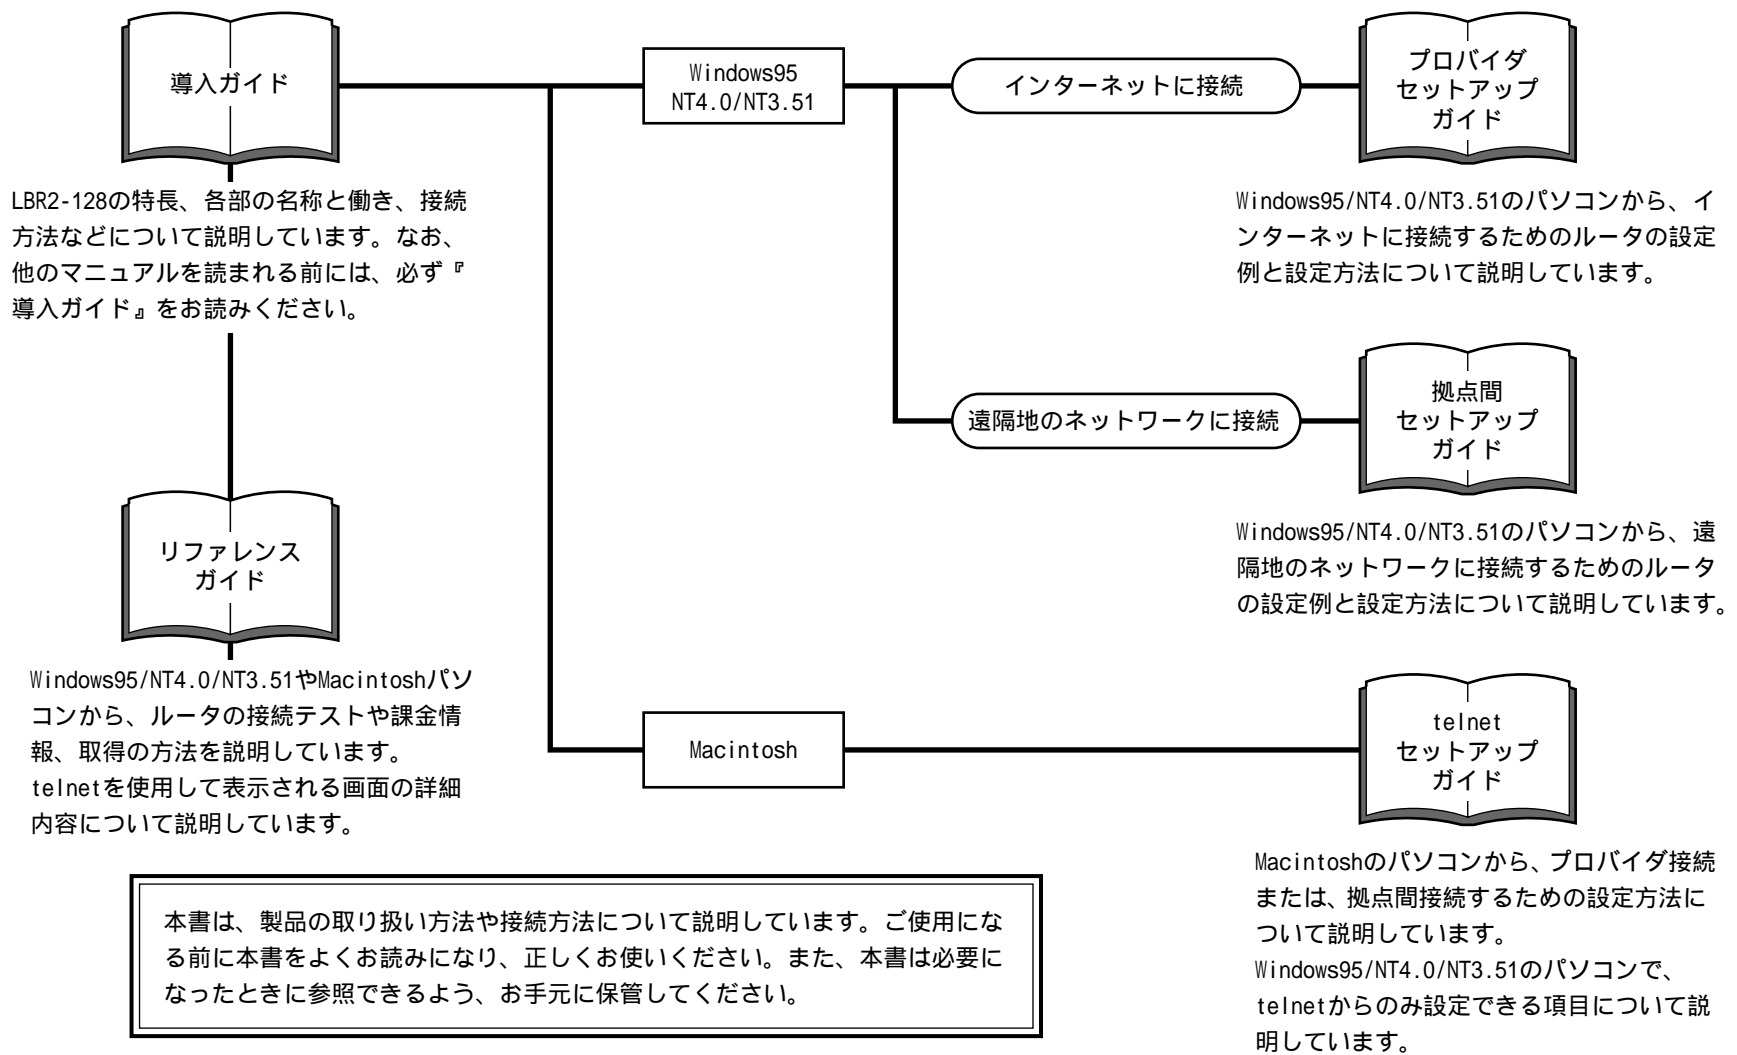 導入ガイド
LBR2-128の特長、各部の名称と働き、接続
方法などについて説明しています。なお、
他のマニュアルを読まれる前には、必ず『
導入ガイド』をお読みください。
リファレンス
ガイド
Windows95/NT4.0/NT3.51やMacintoshパソ
コンから、ルータの接続テストや課金情
報、取得の方法を説明しています。
telnetを使用して表示される画面の詳細
内容について説明しています。
Windows95
NT4.0/NT3.51
インターネットに接続
プロバイダ
セットアップ
ガイド
Windows95/NT4.0/NT3.51のパソコンから、イ
ンターネットに接続するためのルータの設定
例と設定方法について説明しています。
遠隔地のネットワークに接続
拠点間
セットアップ
ガイド
Windows95/NT4.0/NT3.51のパソコンから、遠
隔地のネットワークに接続するためのルータ
の設定例と設定方法について説明しています。
Macintosh
telnet
セットアップ
ガイド
Macintoshのパソコンから、プロバイダ接続
または、拠点間接続するための設定方法に
ついて説明しています。
Windows95/NT4.0/NT3.51のパソコンで、
telnetからのみ設定できる項目について説
明しています。
本書は、製品の取り扱い方法や接続方法について説明しています。ご使用にな
る前に本書をよくお読みになり、正しくお使いください。また、本書は必要に
なったときに参照できるよう、お手元に保管してください。